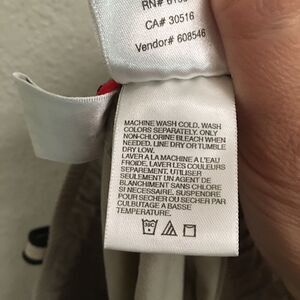 RN#
CA# 30516
Vendor# 608546
MACHINE WASH COLD, WASH
COLORS SEPARATELY. ONLY
NON-CHLORINE BLEACH WHEN
NEEDED. LINE DRY OR TUMBLE
DRY LOW.
LAVER A LA MACHINE A L'EAU
FROIDE, LAVER LES COULEURS
SEPAREMENT. UTILISER
SEULEMENT UN AGENT DE
BLANCHIMENT SANS CHLORE
SI NECESSAIRE, SUSPENDRE
POUR SECHER OU SECHER PAR
CULBUTAGE A BASSE
TEMPERATURE.